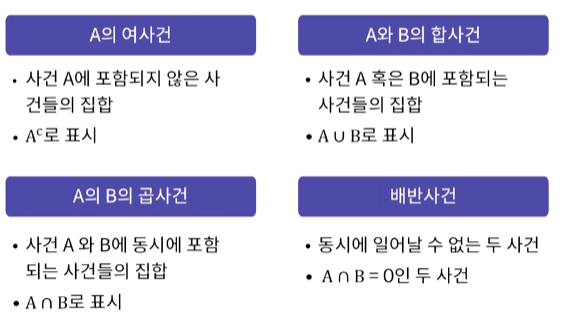 A의 여사건
• 사건 A에 포함되지 않은 사
건들의 집합
• Aᶜ로 표시
A와 B의 합사건
• 사건 A 혹은 B에 포함되는
사건들의 집합
• A ∪ B로 표시
A의 B의 곱사건
• 사건 A 와 B에 동시에 포함
되는 사건들의 집합
• A ∩ B로 표시
배반사건
• 동시에 일어날 수 없는 두 사건
• A ∩ B = 0인 두 사건